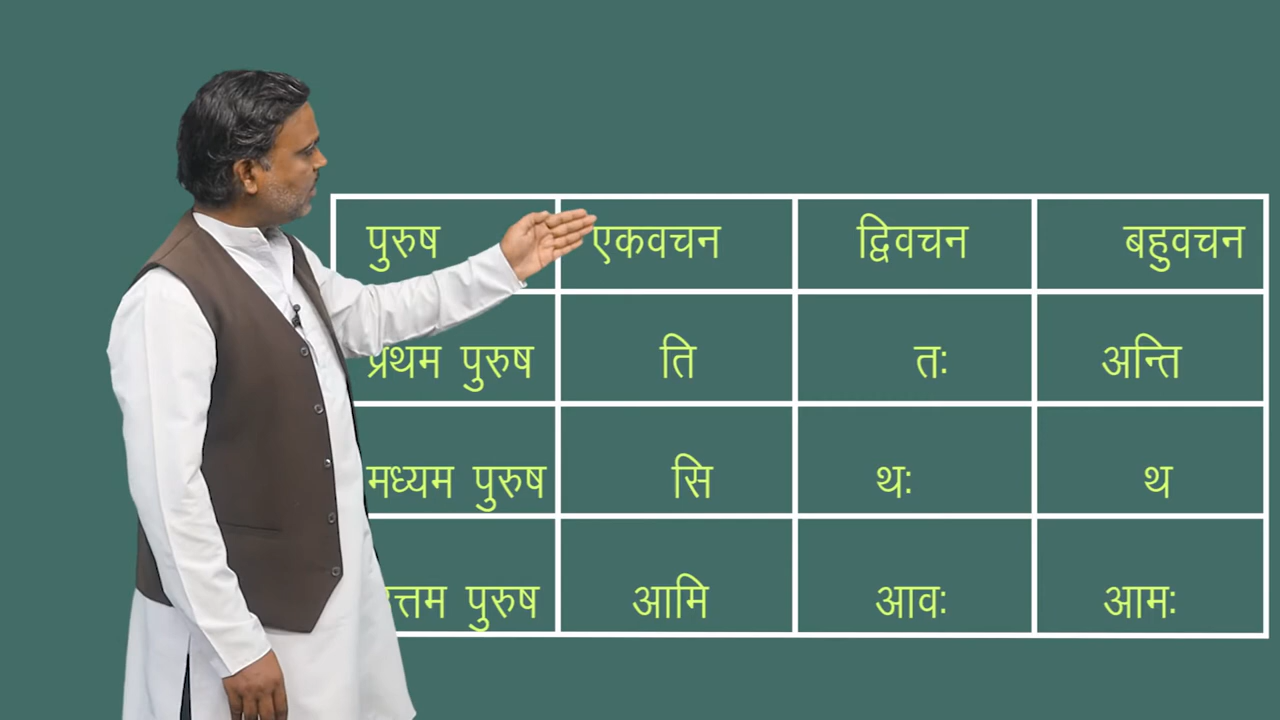 पुरुष एकवचन द्विवचन बहुवचन
प्रथम पुरुष ति तः अन्ति
मध्यम पुरुष सि थः थ
पुरुष आमि आवः आमः